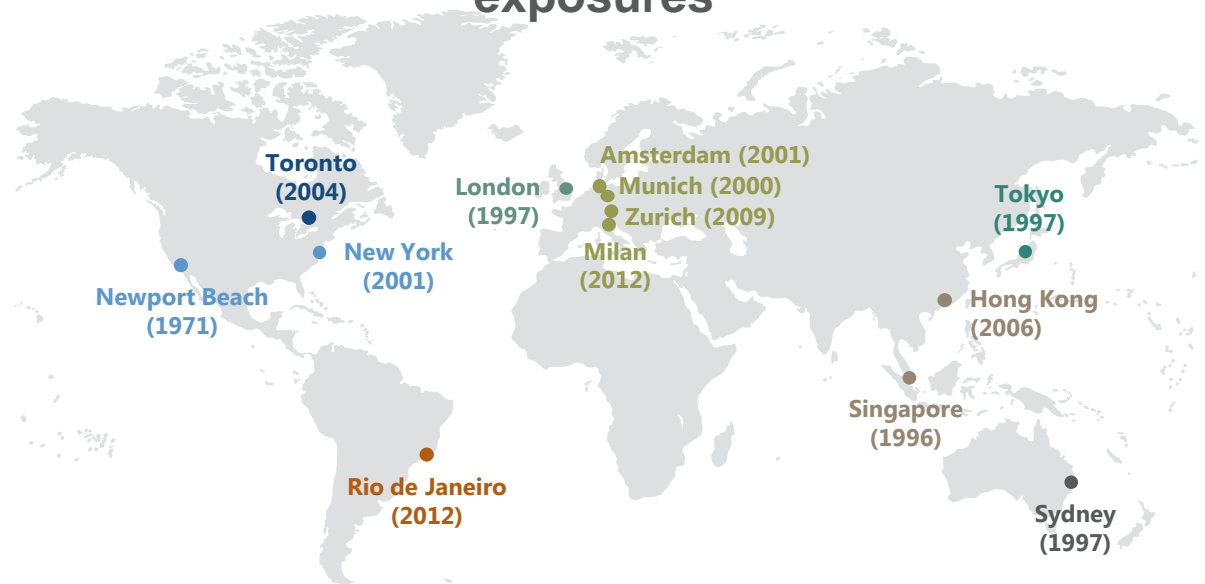 exposures
Toronto
(2004)
Amsterdam (2001)
London
(1997)
Munich (2000)
Zurich (2009)
Tokyo
(1997)
New York
(2001)
Milan
(2012)
Newport Beach
(1971)
Hong Kong
(2006)
Singapore
(1996)
Rio de Janeiro
(2012)
Sydney
(1997)